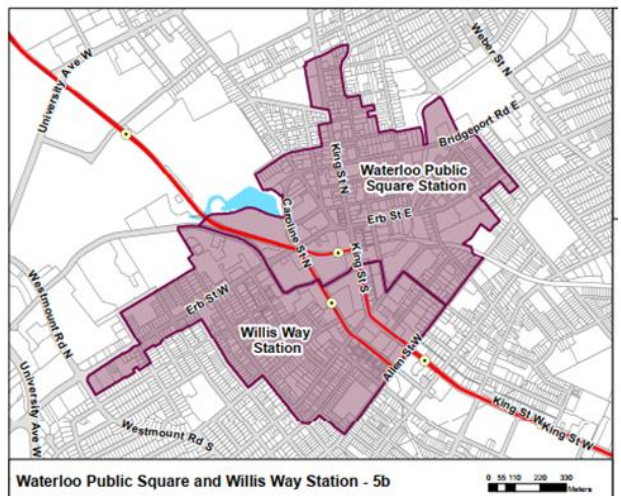 University Ave W
Weber St N
King St N
Bridgeport Rd E
Waterloo Public
Square Station
Caroline St N
Erb St E
King St S
Erb St W
Westmount Rd N
Willis Way
Station
Allen St W
University Ave W
Westmount Rd S
King St W
King St W
Waterloo Public Square and Willis Way Station - 5b
0 55 110 220 330
Meters